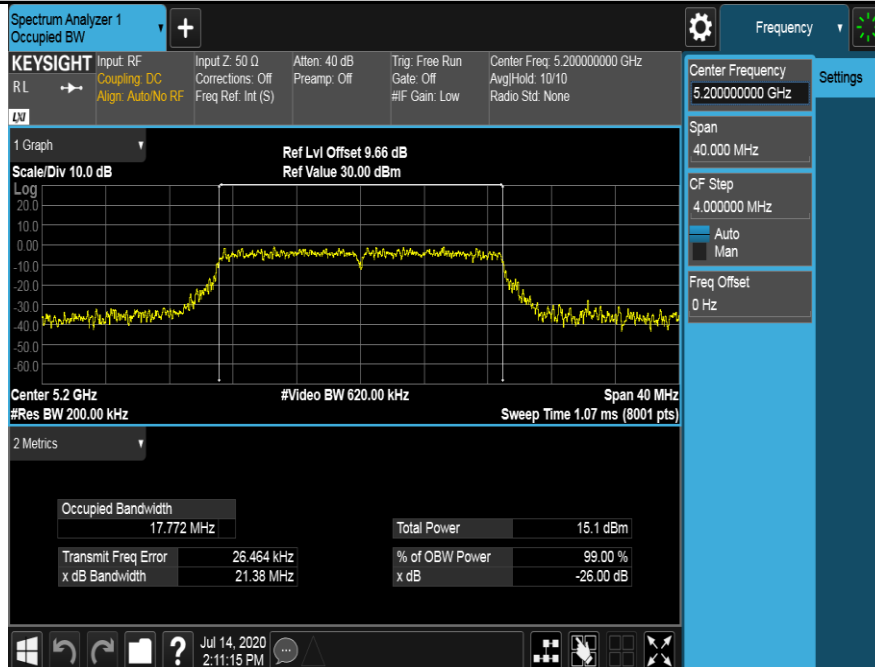 Spectrum Analyzer 1
Occupied BW
+
Frequency
KEYSIGHT
RL
LXI
Input: RF
Coupling: DC
Align: Auto/No RF
Input Z: 50 Ω
Corrections: Off
Freq Ref: Int (S)
Atten: 40 dB
Preamp: Off
Trig: Free Run
Gate: Off
#IF Gain: Low
Center Freq: 5.200000000 GHz
Avg|Hold: 10/10
Radio Std: None
Center Frequency
5.200000000 GHz
Settings
Span
40.000 MHz
CF Step
4.000000 MHz
Auto
Man
Freq Offset
0 Hz
1 Graph
Scale/Div 10.0 dB
Ref Lvl Offset 9.66 dB
Ref Value 30.00 dBm
Log
20.0
10.0
0.00
-10.0
-20.0
-30.0
-40.0
-50.0
-60.0
Center 5.2 GHz
#Video BW 620.00 kHz
Span 40 MHz
#Res BW 200.00 kHz
Sweep Time 1.07 ms (8001 pts)
2 Metrics
Occupied Bandwidth
17.772 MHz
Total Power 15.1 dBm
Transmit Freq Error 26.464 kHz
% of OBW Power 99.00 %
x dB Bandwidth 21.38 MHz
x dB -26.00 dB
?
Jul 14, 2020
2:11:15 PM